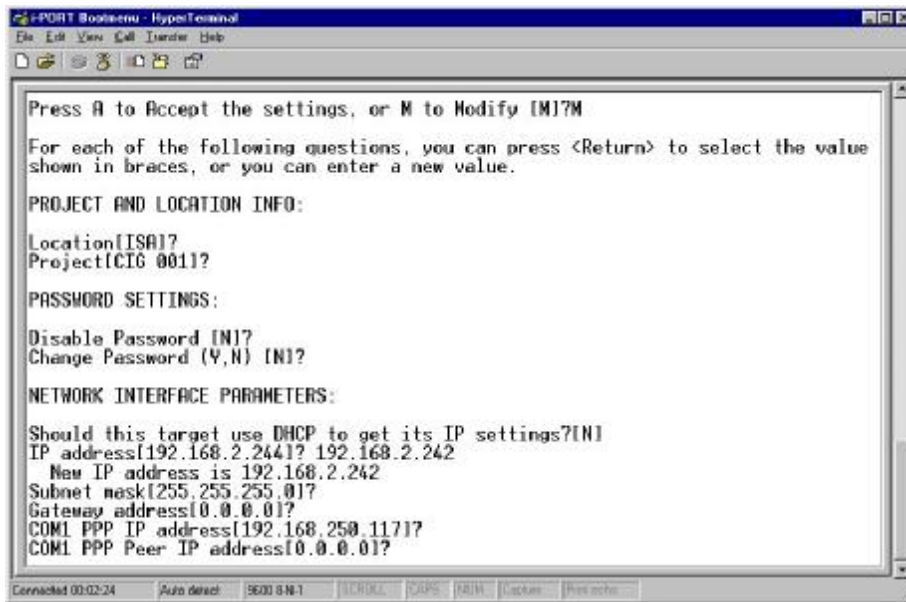 i-PORT Bootmenu - HyperTerminal
File Edit View Call Transfer Help
Press A to Accept the settings, or M to Modify [M]?M
For each of the following questions, you can press <Return> to select the value
shown in braces, or you can enter a new value.
PROJECT AND LOCATION INFO:
Location[ISA]?
Project[CIG 001]?
PASSWORD SETTINGS:
Disable Password [N]?
Change Password (Y,N) [N]?
NETWORK INTERFACE PARAMETERS:
Should this target use DHCP to get its IP settings?[N]
IP address[192.168.2.244]? 192.168.2.242
New IP address is 192.168.2.242
Subnet mask[255.255.255.0]?
Gateway address[0.0.0.0]?
COM1 PPP IP address[192.168.250.117]?
COM1 PPP Peer IP address[0.0.0.0]?
Connected 00:02:24 Auto detect 9600 8-N-1 SCROLL CAPS NUM Capture Print echo